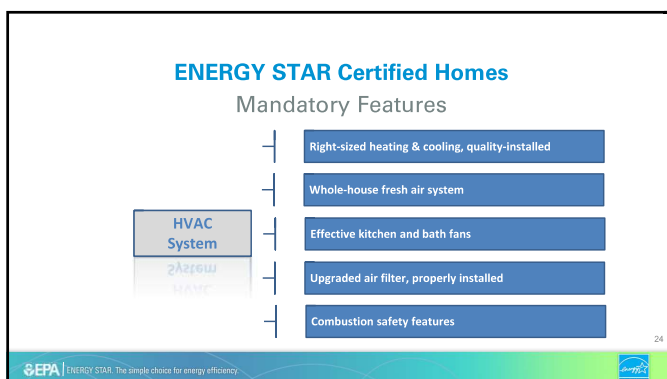 ENERGY STAR Certified Homes
Mandatory Features
Right-sized heating & cooling, quality-installed
Whole-house fresh air system
HVAC
System
Effective kitchen and bath fans
Upgraded air filter, properly installed
Combustion safety features
24
EPA ENERGY STAR. The simple choice for energy efficiency.